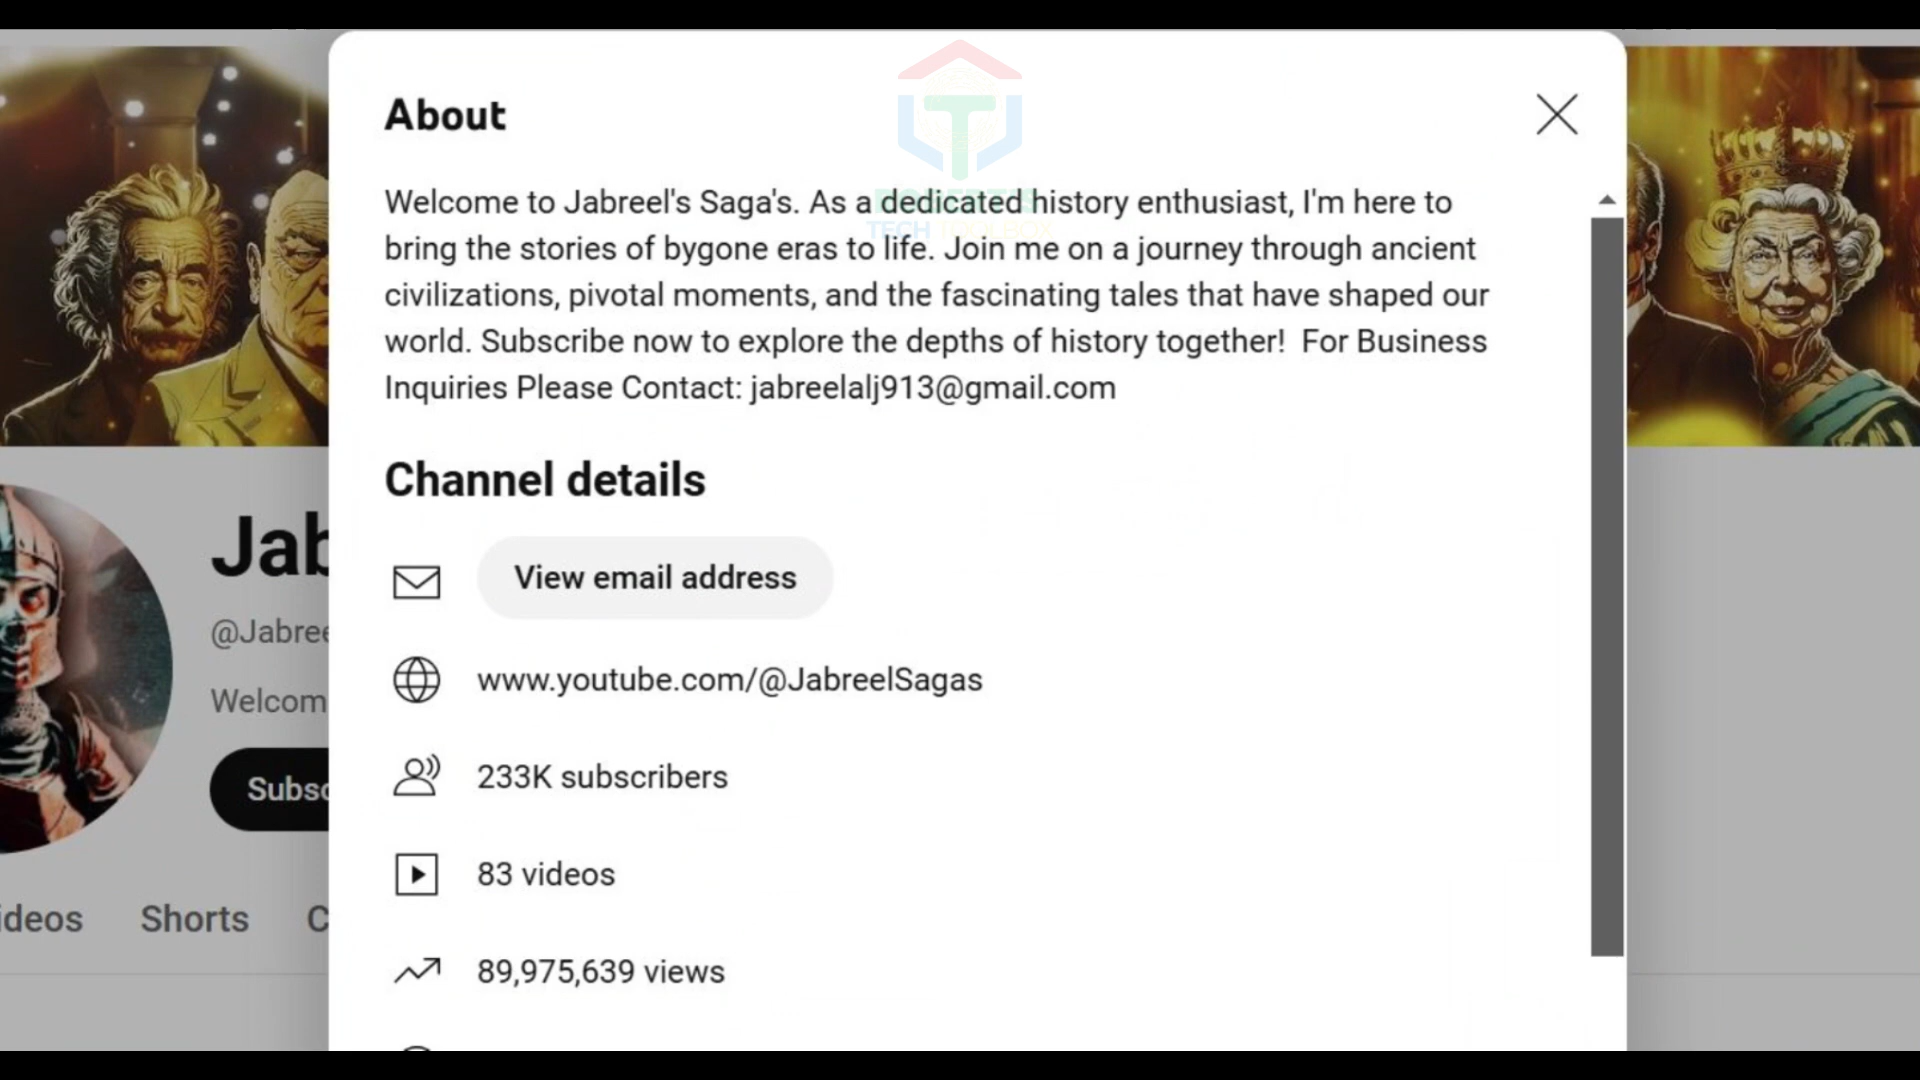 About
Welcome to Jabreel's Saga's. As a dedicated history enthusiast, I'm here to
bring the stories of bygone eras to life. Join me on a journey through ancient
civilizations, pivotal moments, and the fascinating tales that have shaped our
world. Subscribe now to explore the depths of history together!  For Business
Inquiries Please Contact: jabreelalj913@gmail.com
TECH TOOLBOX
Channel details
View email address
www.youtube.com/@JabreelSagas
233K subscribers
83 videos
89,975,639 views
Jab
@Jabree
Welcom
Subsc
ideos Shorts C